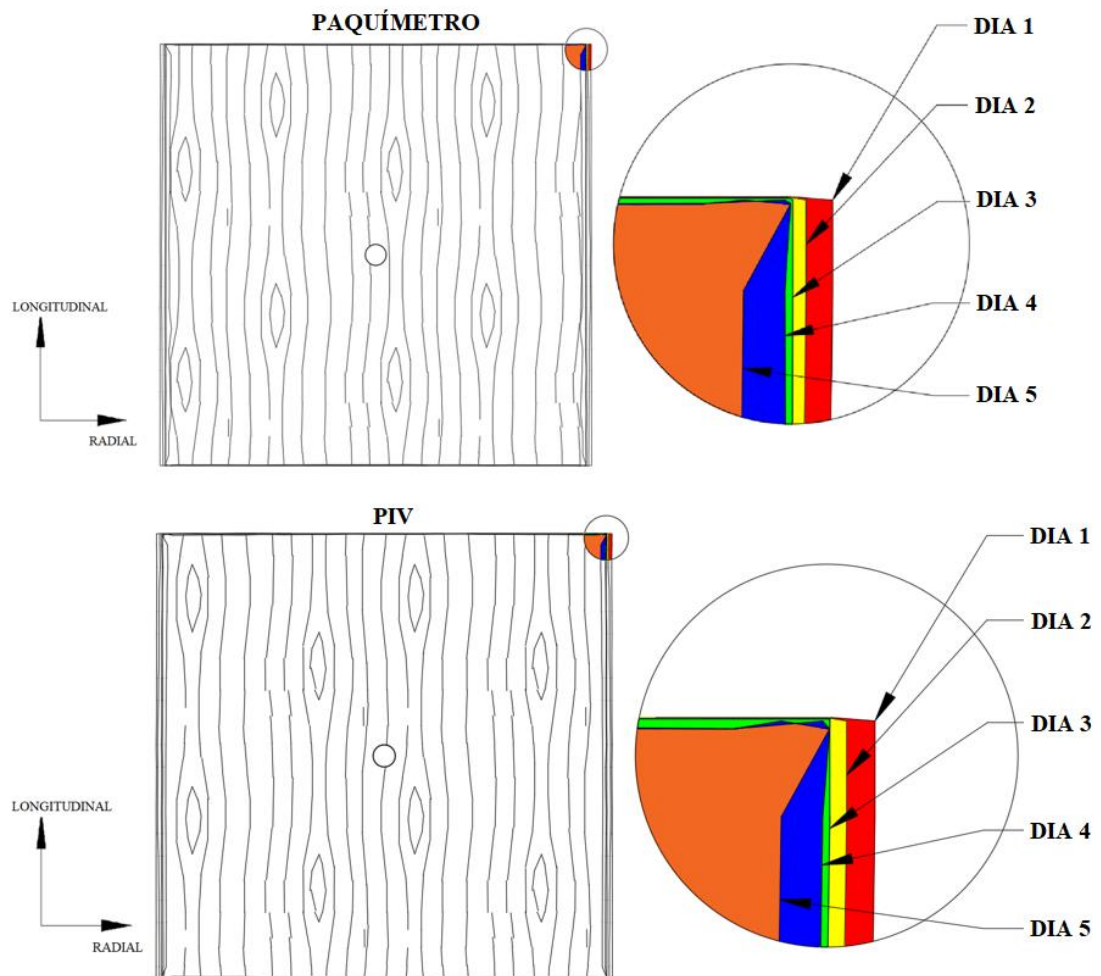 PAQUÍMETRO
DIA 1
DIA 2
DIA 3
DIA 4
DIA 5
LONGITUDINAL
RADIAL
PIV
DIA 1
DIA 2
DIA 3
DIA 4
DIA 5
LONGITUDINAL
RADIAL